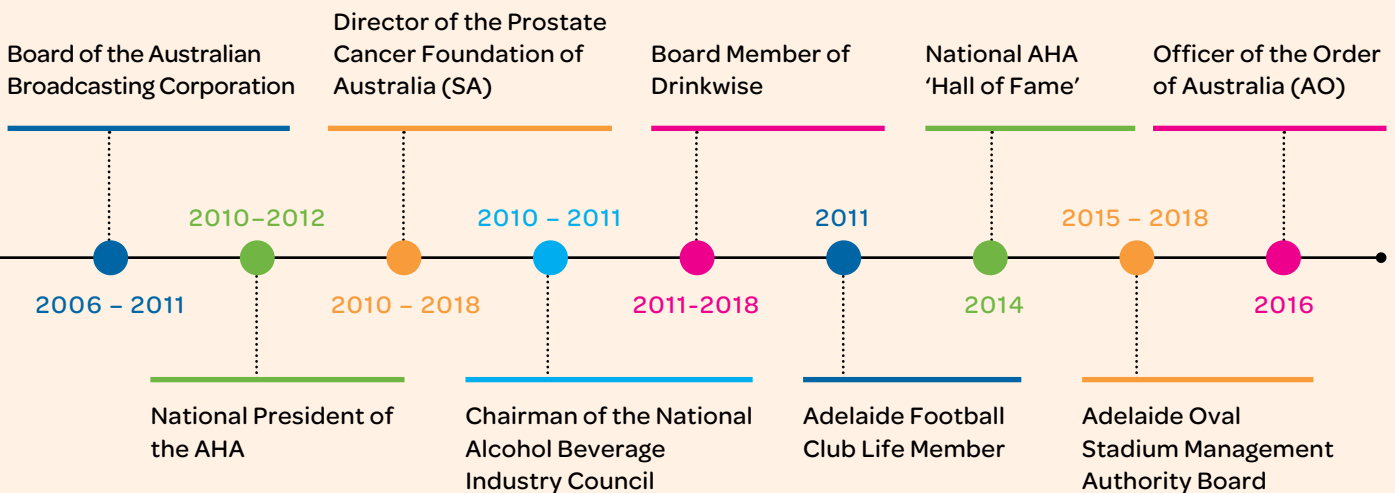 Board of the Australian
Broadcasting Corporation
2006 – 2011
2010–2012
National President of
the AHA
Director of the Prostate
Cancer Foundation of
Australia (SA)
2010 – 2018
2010 – 2011
Chairman of the National
Alcohol Beverage
Industry Council
Board Member of
Drinkwise
2011-2018
2011
Adelaide Football
Club Life Member
National AHA
‘Hall of Fame’
2014
2015 – 2018
Adelaide Oval
Stadium Management
Authority Board
Officer of the Order
of Australia (AO)
2016